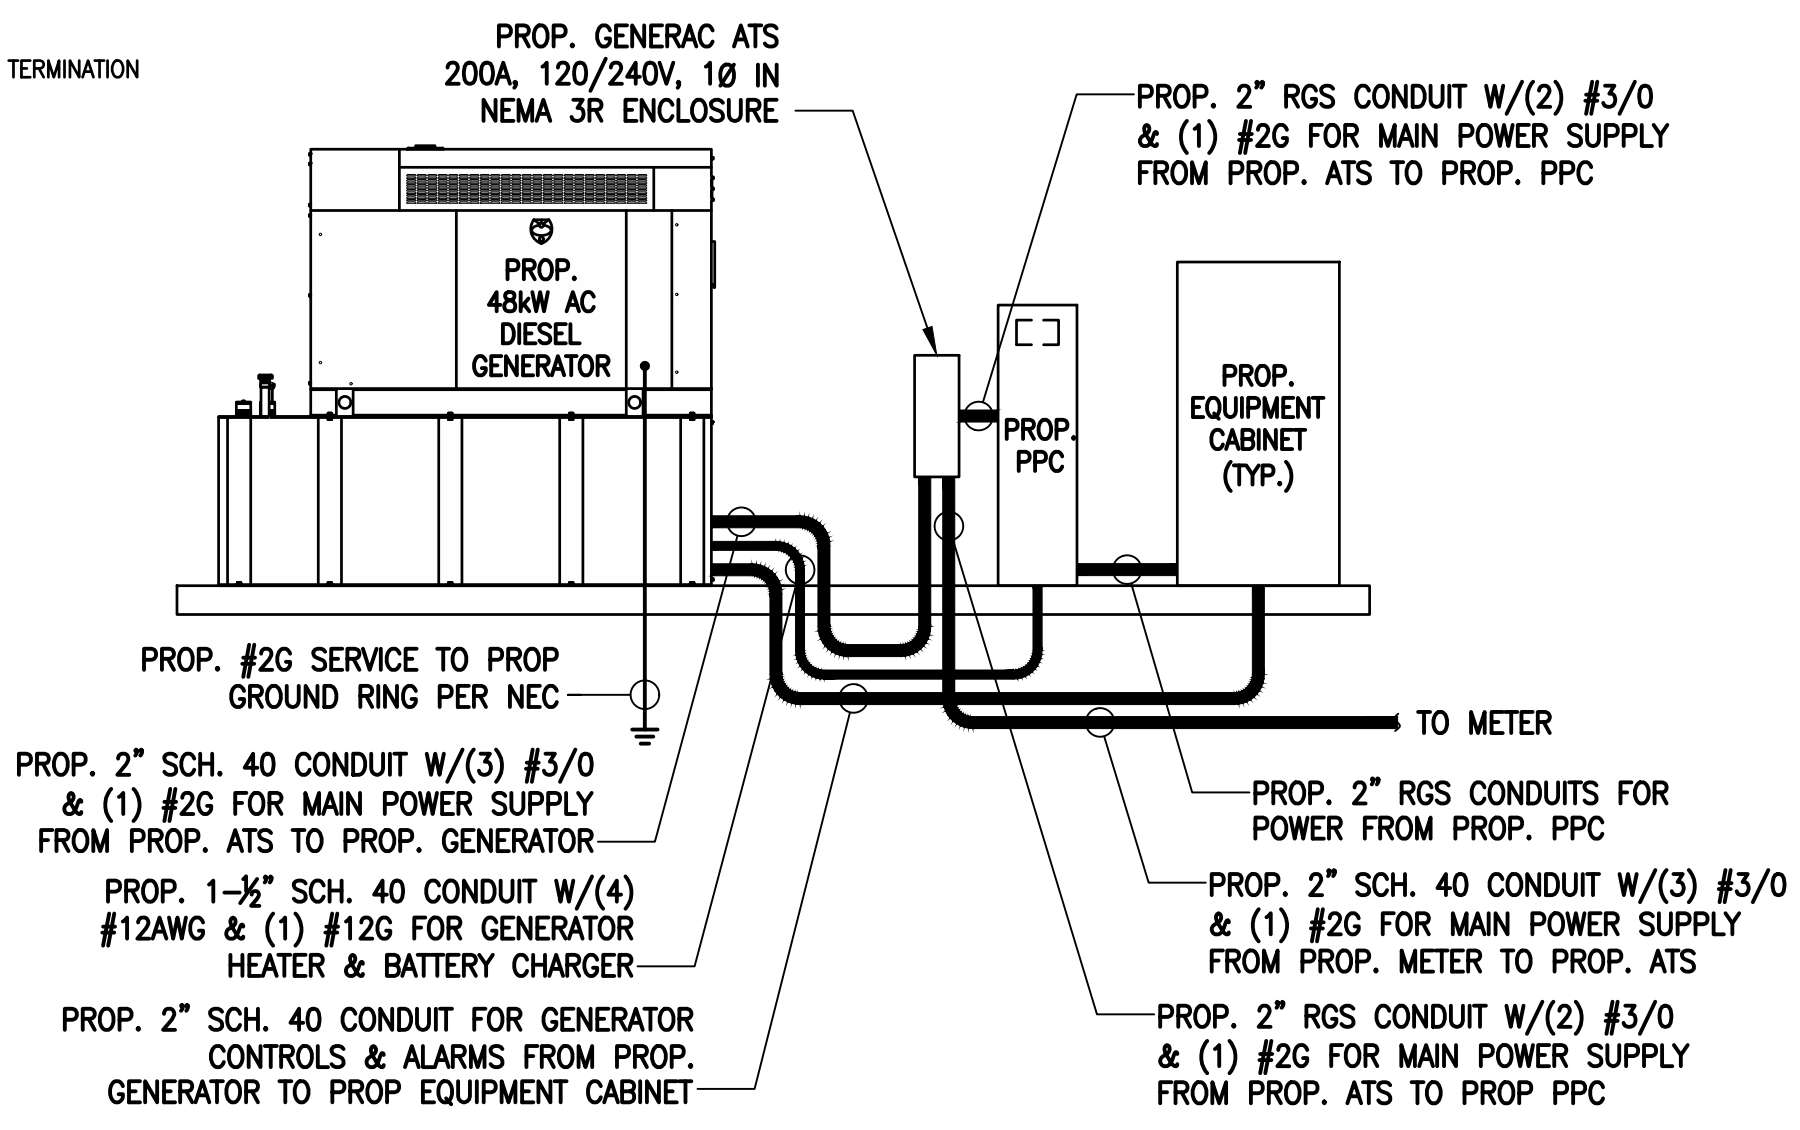 TERMINATION
PROP. GENERAC ATS
200A, 120/240V, 1Ø IN
NEMA 3R ENCLOSURE
PROP. 2" RGS CONDUIT W/(2) #3/0
& (1) #2G FOR MAIN POWER SUPPLY
FROM PROP. ATS TO PROP. PPC
PROP.
48kW AC
DIESEL
GENERATOR
PROP.
PPC
PROP.
EQUIPMENT
CABINET
(TYP.)
PROP. #2G SERVICE TO PROP
GROUND RING PER NEC
TO METER
PROP. 2" SCH. 40 CONDUIT W/(3) #3/0
& (1) #2G FOR MAIN POWER SUPPLY
FROM PROP. ATS TO PROP. GENERATOR
PROP. 1-½" SCH. 40 CONDUIT W/(4)
#12AWG & (1) #12G FOR GENERATOR
HEATER & BATTERY CHARGER
PROP. 2" SCH. 40 CONDUIT FOR GENERATOR
CONTROLS & ALARMS FROM PROP.
GENERATOR TO PROP EQUIPMENT CABINET
PROP. 2" RGS CONDUITS FOR
POWER FROM PROP. PPC
PROP. 2" SCH. 40 CONDUIT W/(3) #3/0
& (1) #2G FOR MAIN POWER SUPPLY
FROM PROP. METER TO PROP. ATS
PROP. 2" RGS CONDUIT W/(2) #3/0
& (1) #2G FOR MAIN POWER SUPPLY
FROM PROP. ATS TO PROP PPC